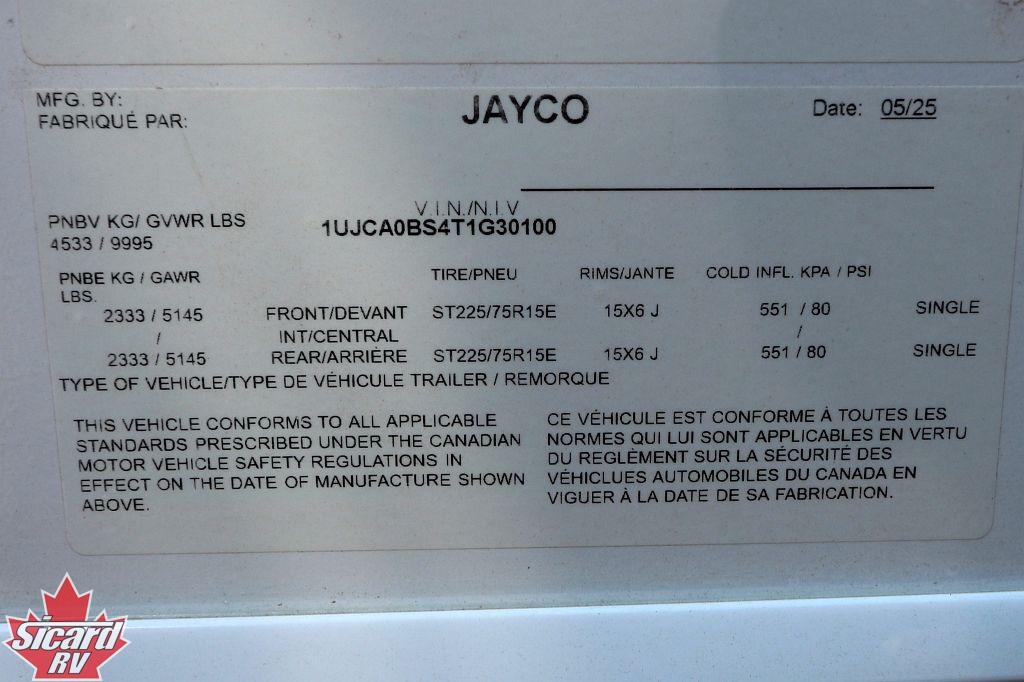 MFG. BY:
FABRIQUÉ PAR:
JAYCO
Date: 05/25
V.I.N./N.I.V
PNBV KG/ GVWR LBS
4533 / 9995
1UJCA0BS4T1G30100
PNBE KG / GAWR LBS. TIRE/PNEU RIMS/JANTE COLD INFL. KPA / PSI
2333 / 5145 FRONT/DEVANT ST225/75R15E 15X6 J 551 / 80 SINGLE
/ INT/CENTRAL /
2333 / 5145 REAR/ARRIÈRE ST225/75R15E 15X6 J 551 / 80 SINGLE
TYPE OF VEHICLE/TYPE DE VÉHICULE TRAILER / REMORQUE
THIS VEHICLE CONFORMS TO ALL APPLICABLE
STANDARDS PRESCRIBED UNDER THE CANADIAN
MOTOR VEHICLE SAFETY REGULATIONS IN
EFFECT ON THE DATE OF MANUFACTURE SHOWN
ABOVE.
CE VÉHICULE EST CONFORME À TOUTES LES
NORMES QUI LUI SONT APPLICABLES EN VERTU
DU REGLÈMENT SUR LA SÉCURITÉ DES
VÉHICLUES AUTOMOBILES DU CANADA EN
VIGUER À LA DATE DE SA FABRICATION.
Sicard
RV